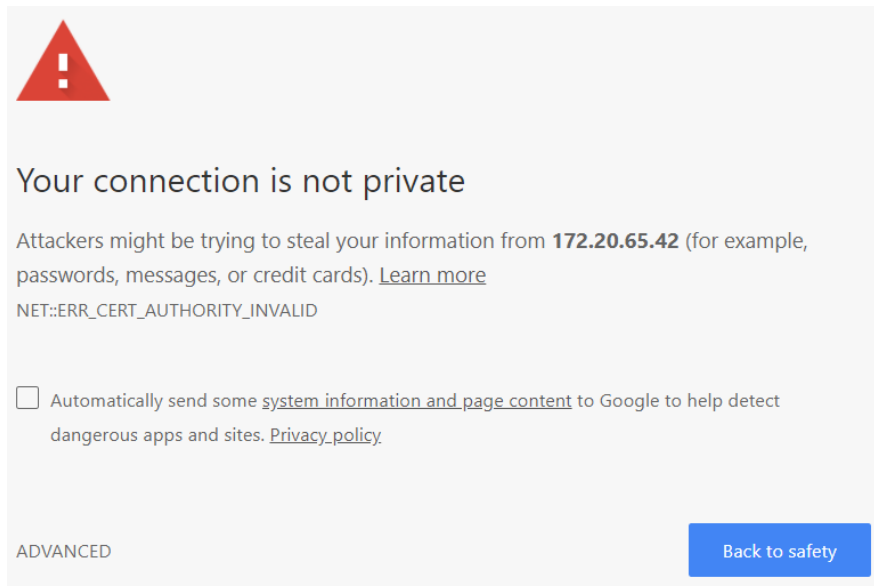 Your connection is not private
Attackers might be trying to steal your information from 172.20.65.42 (for example,
passwords, messages, or credit cards). Learn more
NET::ERR_CERT_AUTHORITY_INVALID
Automatically send some system information and page content to Google to help detect
dangerous apps and sites. Privacy policy
ADVANCED
Back to safety